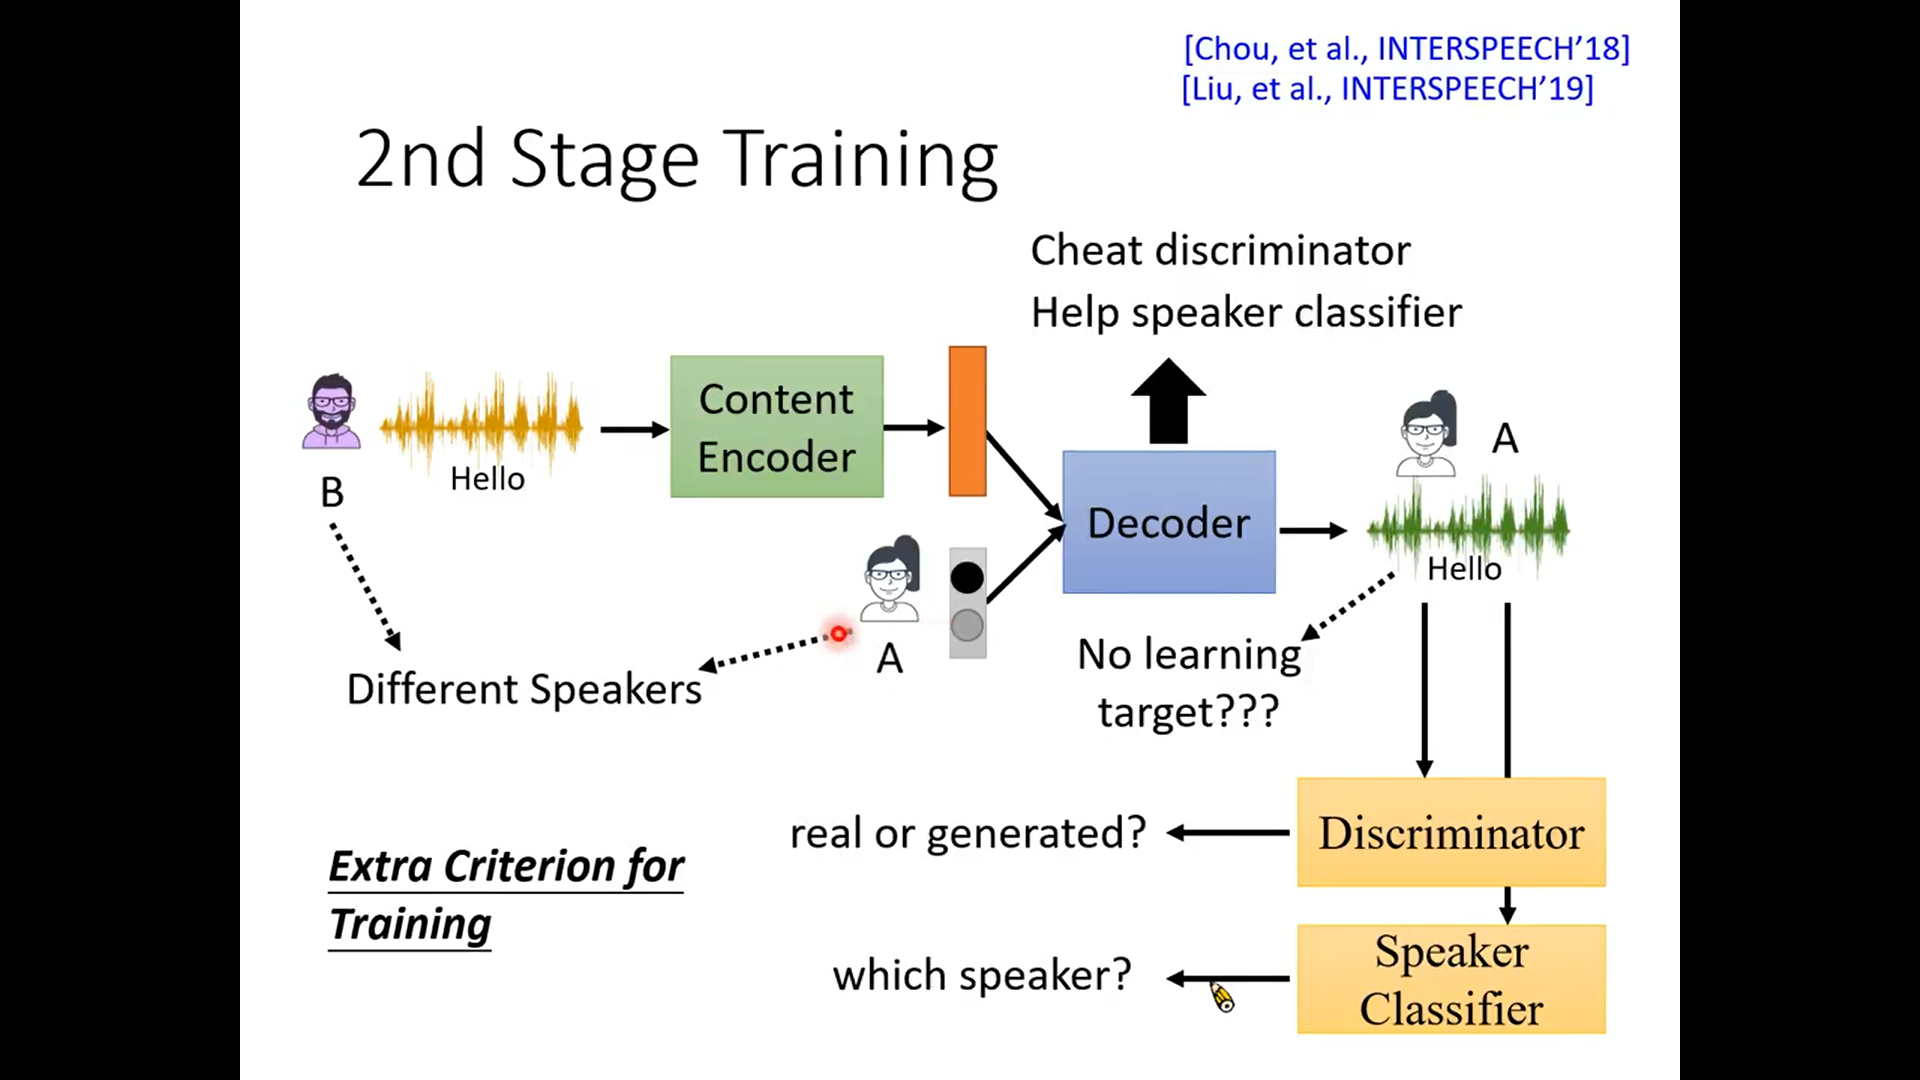 [Chou, et al., INTERSPEECH’18]
[Liu, et al., INTERSPEECH’19]
2nd Stage Training
Cheat discriminator
Help speaker classifier
Content
Encoder
B
Hello
Decoder
A
Hello
A
Different Speakers
No learning
target???
real or generated?
Discriminator
Extra Criterion for
Training
which speaker?
Speaker
Classifier